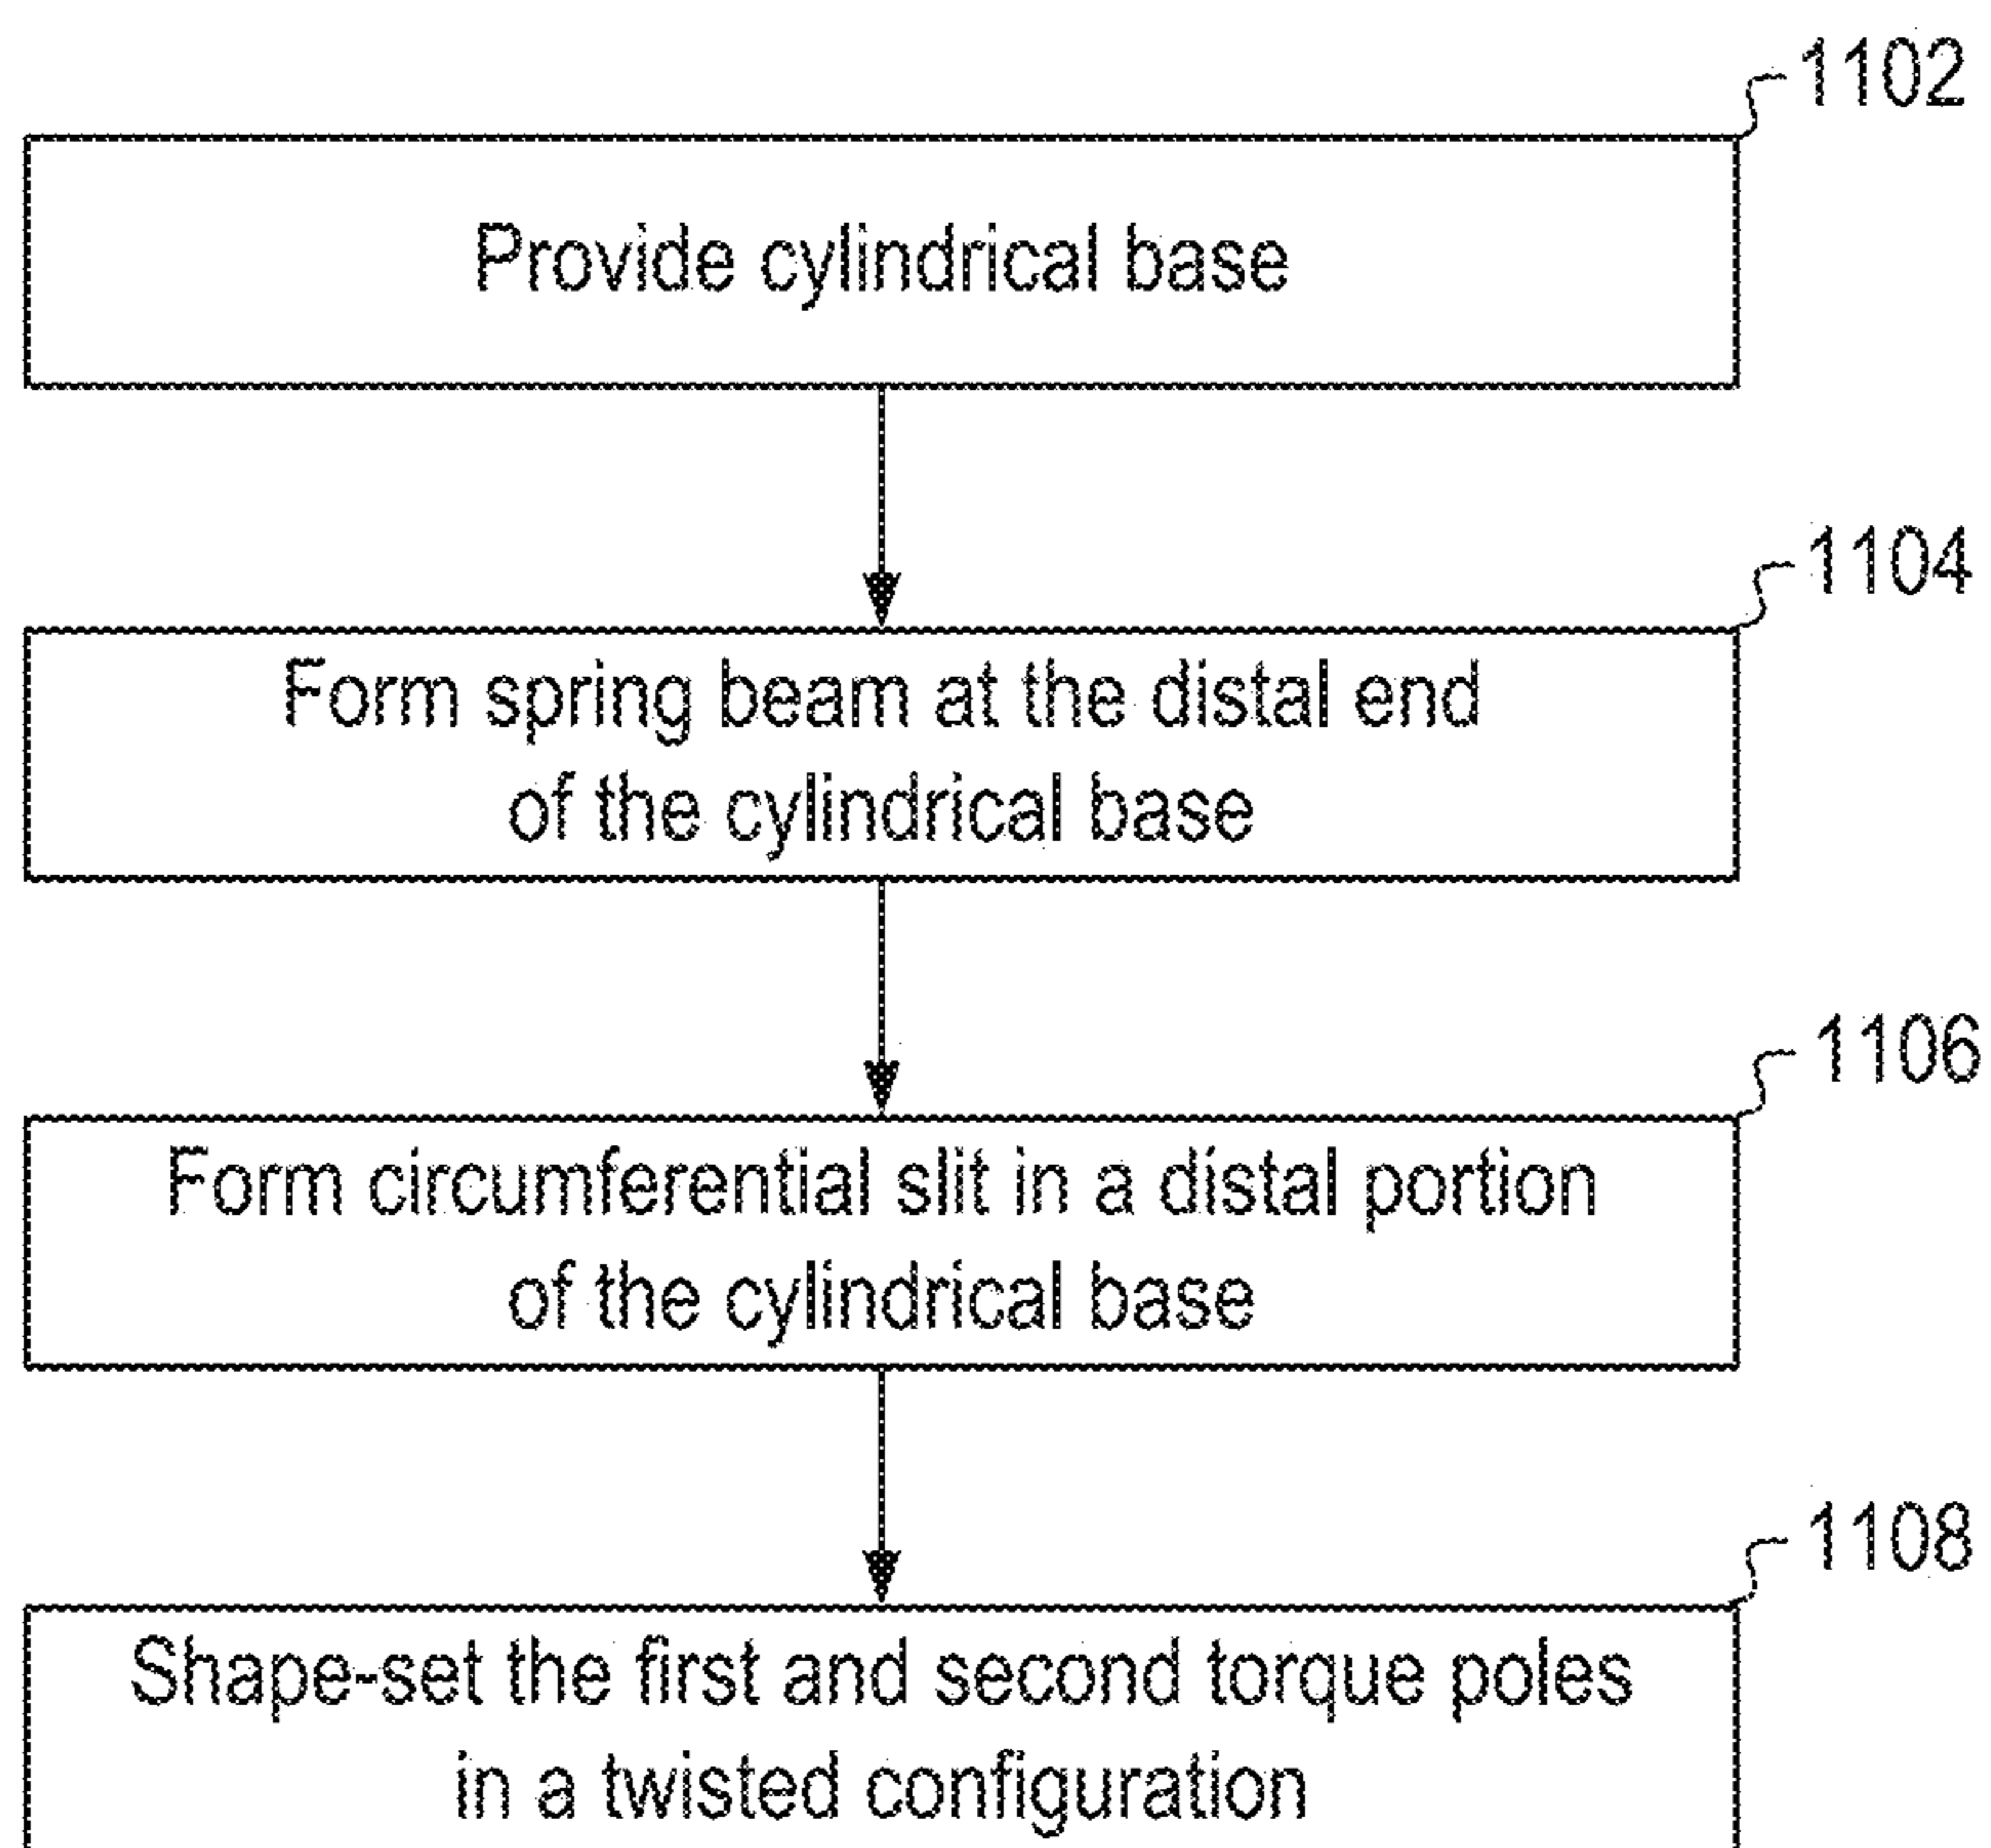 1102
Provide cylindrical base
1104
Form spring beam at the distal end
of the cylindrical base
1106
Form circumferential slit in a distal portion
of the cylindrical base
1108
Shape-set the first and second torque poles
in a twisted configuration